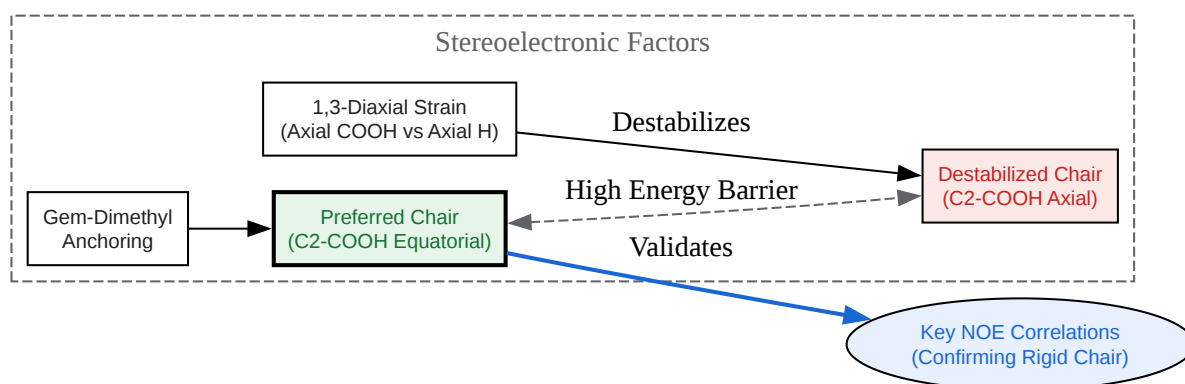 Stereoelectronic Factors
1,3-Diaxial Strain
(Axial COOH vs Axial H)
Destabilizes
Destabilized Chair
(C2-COOH Axial)
High Energy Barrier
Gem-Dimethyl
Anchoring
Preferred Chair
(C2-COOH Equatorial)
Validates
Key NOE Correlations
(Confirming Rigid Chair)